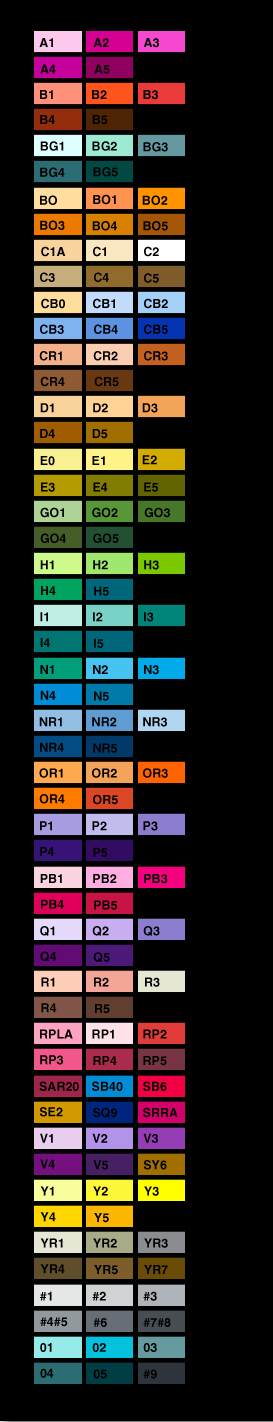 A1 A2 A3
A4 A5
B1 B2 B3
B4 B5
BG1 BG2 BG3
BG4 BG5
BO BO1 BO2
BO3 BO4 BO5
C1A C1 C2
C3 C4 C5
CB0 CB1 CB2
CB3 CB4 CB5
CR1 CR2 CR3
CR4 CR5
D1 D2 D3
D4 D5
E0 E1 E2
E3 E4 E5
GO1 GO2 GO3
GO4 GO5
H1 H2 H3
H4 H5
I1 I2 I3
I4 I5
N1 N2 N3
N4 N5
NR1 NR2 NR3
NR4 NR5
OR1 OR2 OR3
OR4 OR5
P1 P2 P3
P4 P5
PB1 PB2 PB3
PB4 PB5
Q1 Q2 Q3
Q4 Q5
R1 R2 R3
R4 R5
RPLA RP1 RP2
RP3 RP4 RP5
SAR20 SB40 SB6
SE2 SQ9 SRRA
V1 V2 V3
V4 V5 SY6
Y1 Y2 Y3
Y4 Y5
YR1 YR2 YR3
YR4 YR5 YR7
#1 #2 #3
#4#5 #6 #7#8
01 02 03
04 05 #9